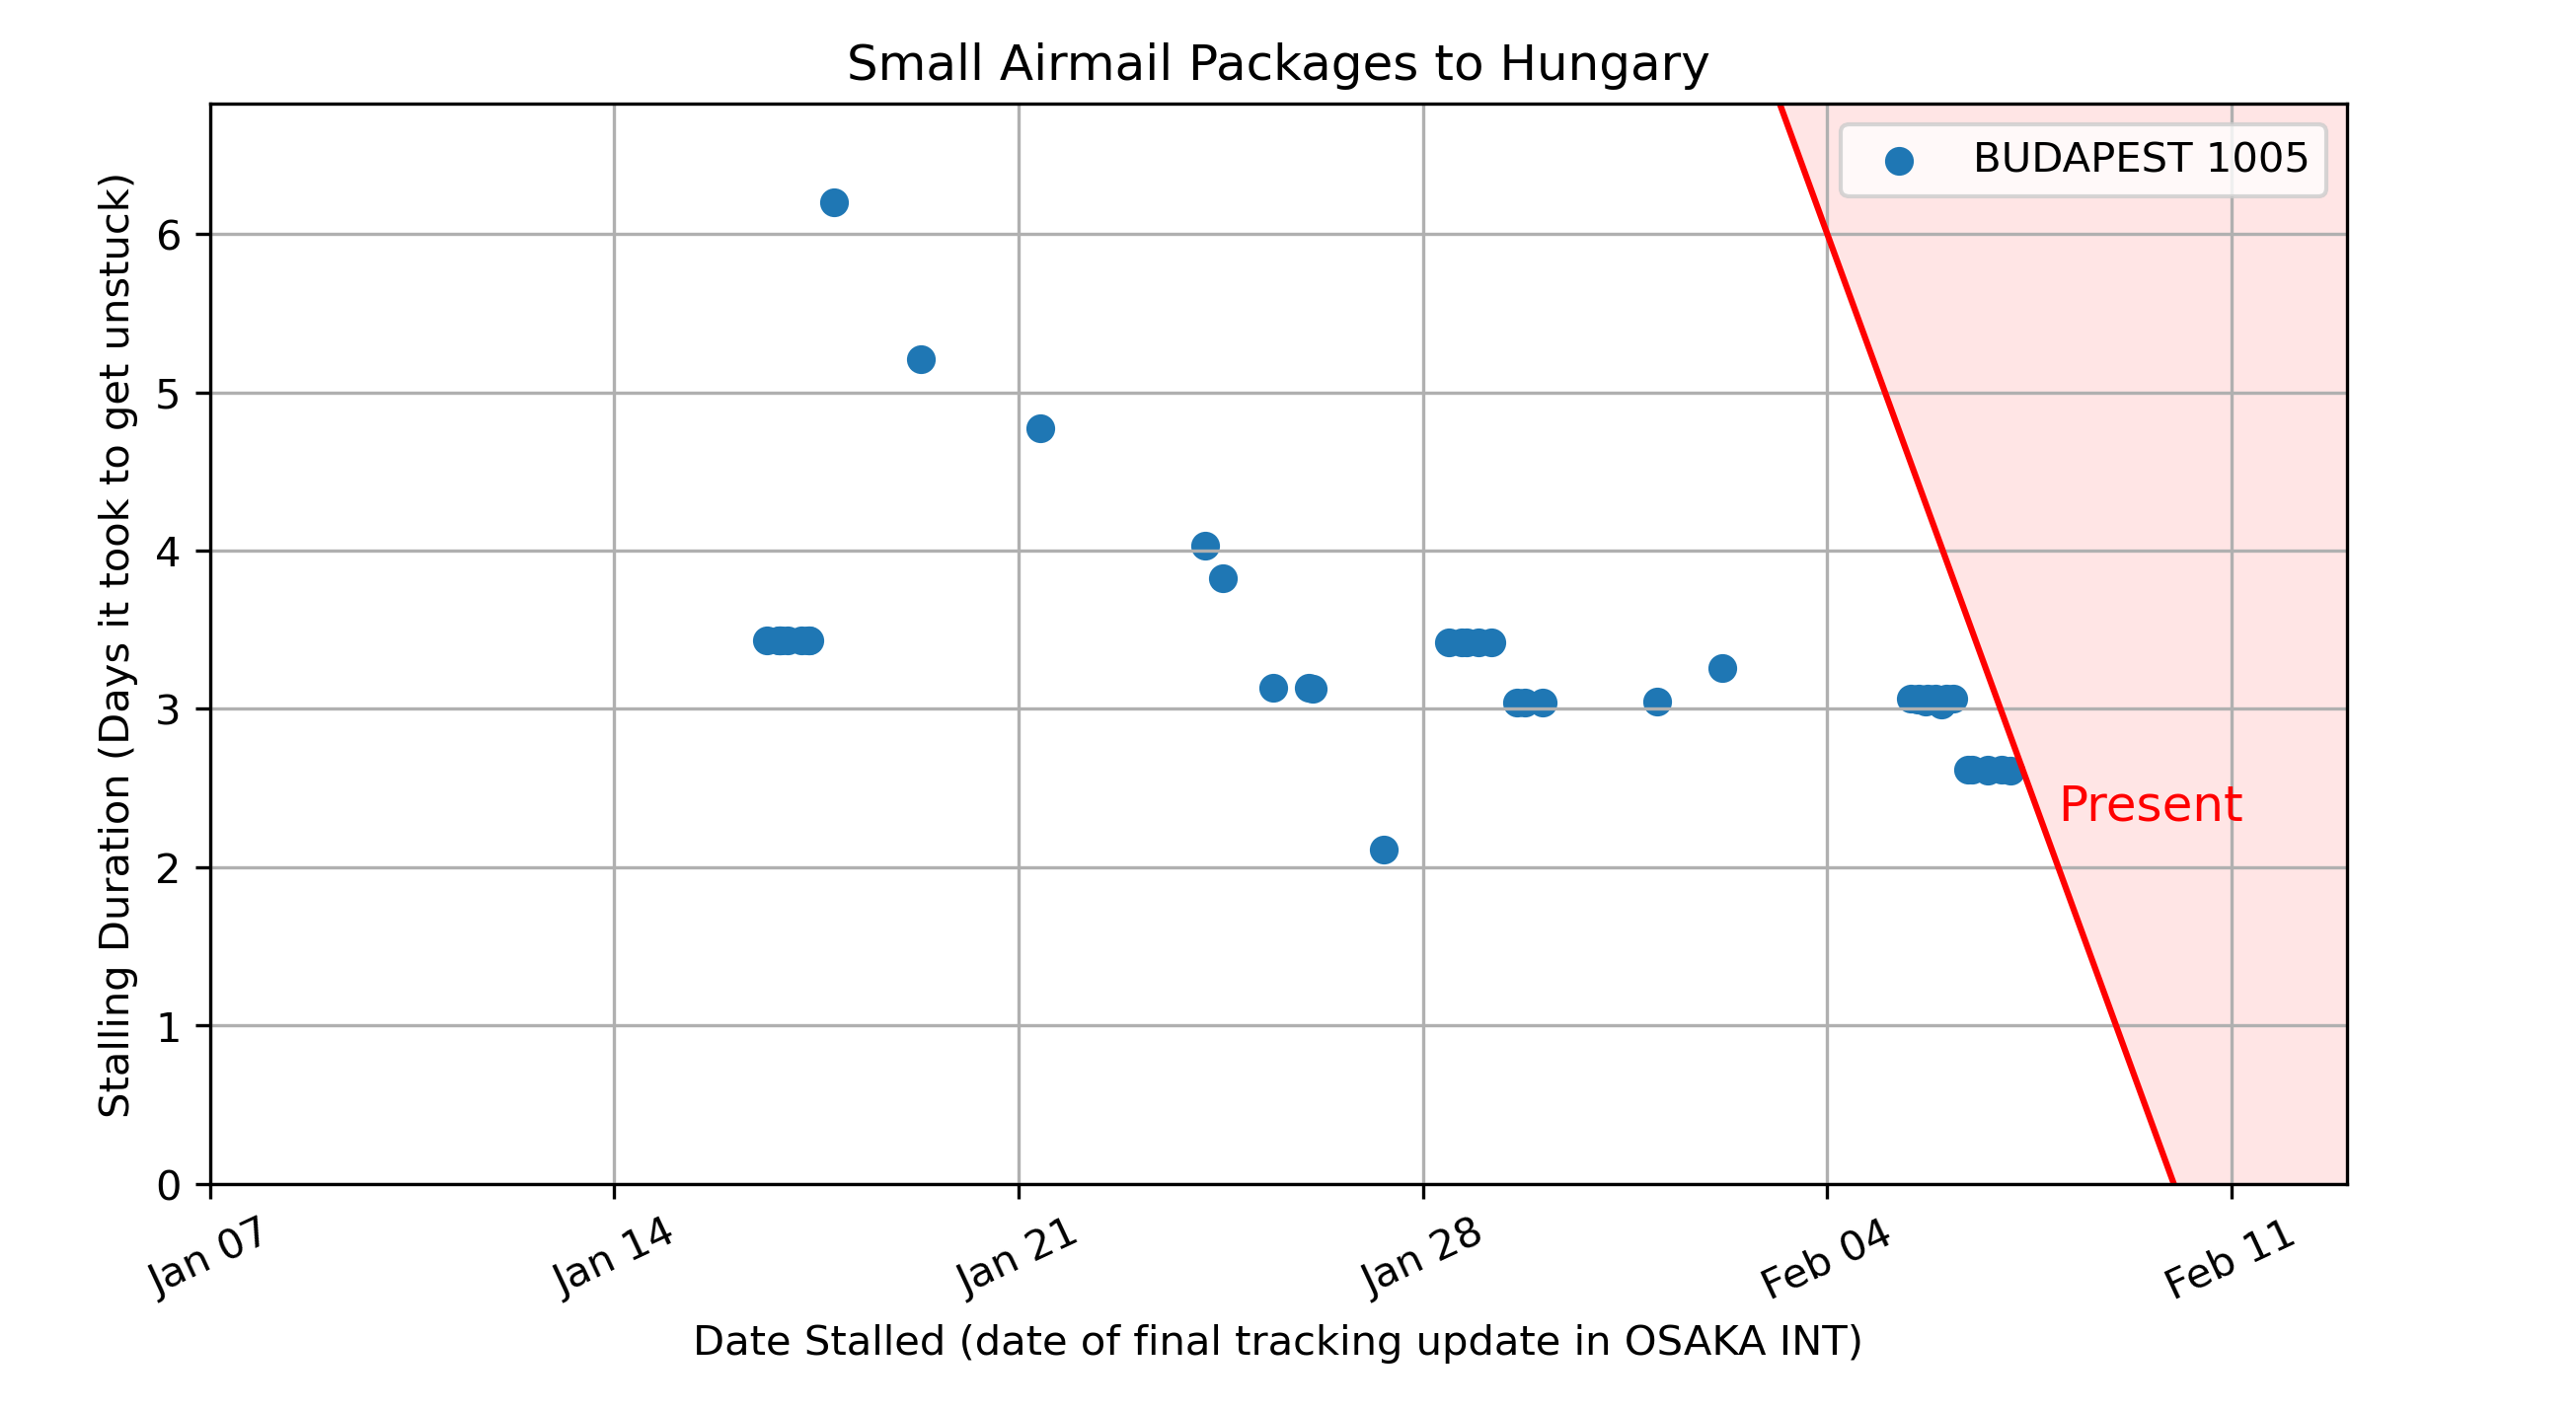 Small Airmail Packages to Hungary
BUDAPEST 1005
Stalling Duration (Days it took to get unstuck)
6
5
4
3
2
1
0
Present
Jan 07
Jan 14
Jan 21
Jan 28
Feb 04
Feb 11
Date Stalled (date of final tracking update in OSAKA INT)